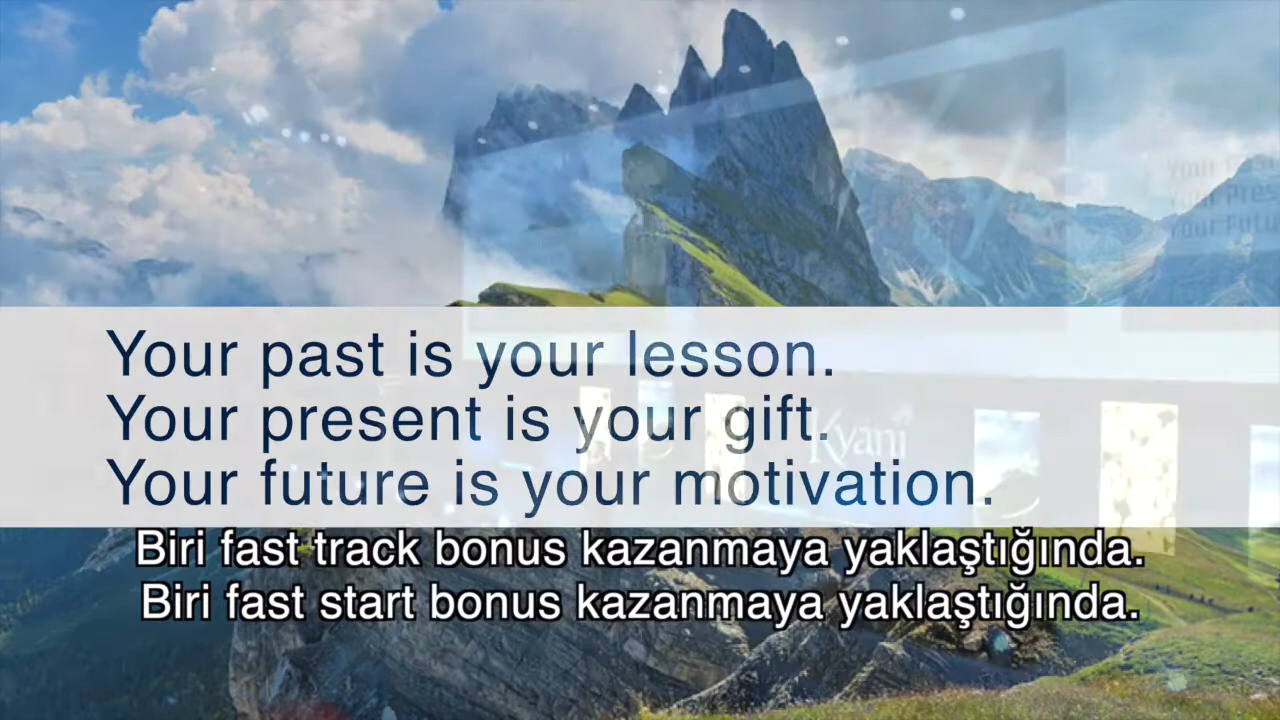 Your past is your lesson.
Your present is your gift.
Your future is your motivation.
Kyäni
Biri fast track bonus kazanmaya yaklaştığında.
Biri fast start bonus kazanmaya yaklaştığında.